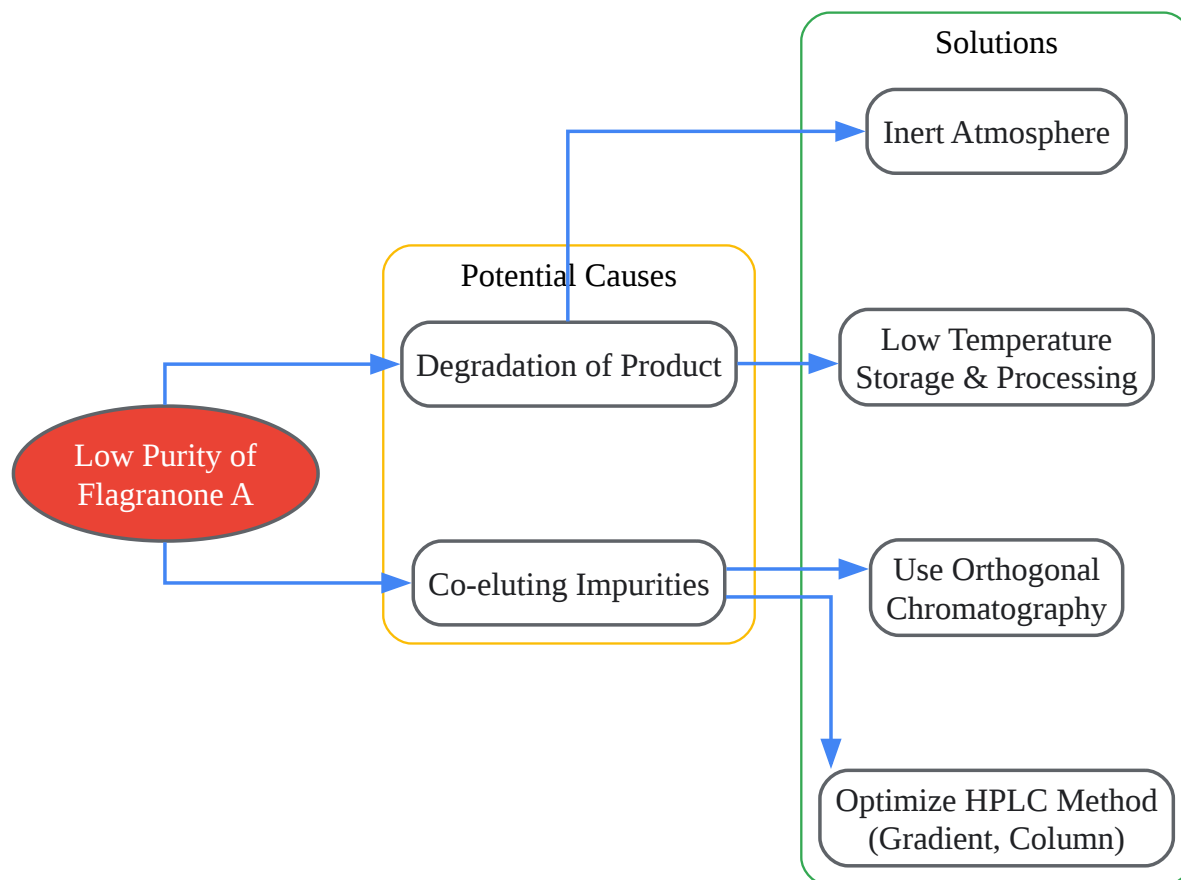 Solutions
Inert Atmosphere
Potential Causes
Degradation of Product
Low Temperature
Storage & Processing
Low Purity of
Flagranone A
Co-eluting Impurities
Use Orthogonal
Chromatography
Optimize HPLC Method
(Gradient, Column)